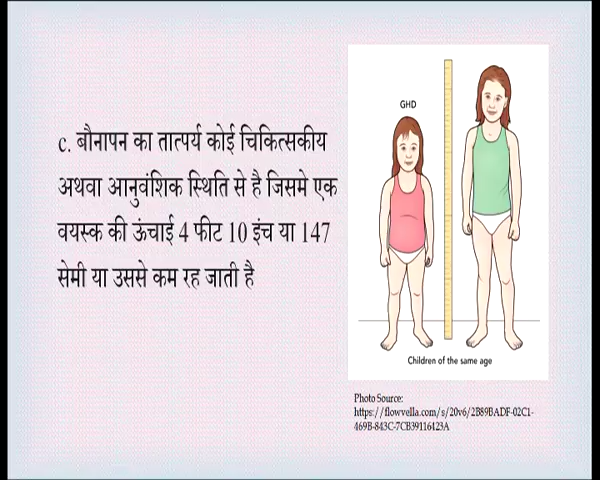 c. बौनापन का तात्पर्य कोई चिकित्सकीय
अथवा आनुवंशिक स्थिति से है जिसमे एक
वयस्क की ऊंचाई 4 फीट 10 इंच या 147
सेमी या उससे कम रह जाती है
GHD
Children of the same age
Photo Source:
https://flowvella.com/s/20v6/2B89BADF-02C1-
469B-843C-7CB39116123A